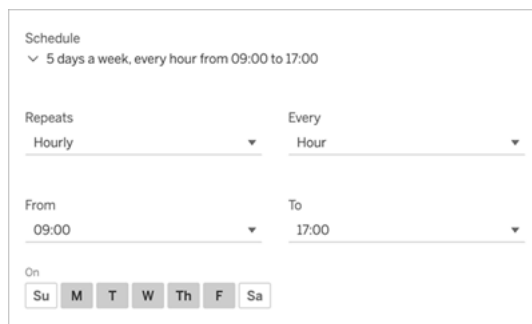 Schedule
5 days a week, every hour from 09:00 to 17:00
Repeats Every
Hourly Hour
From To
09:00 17:00
On
Su M T W Th F Sa